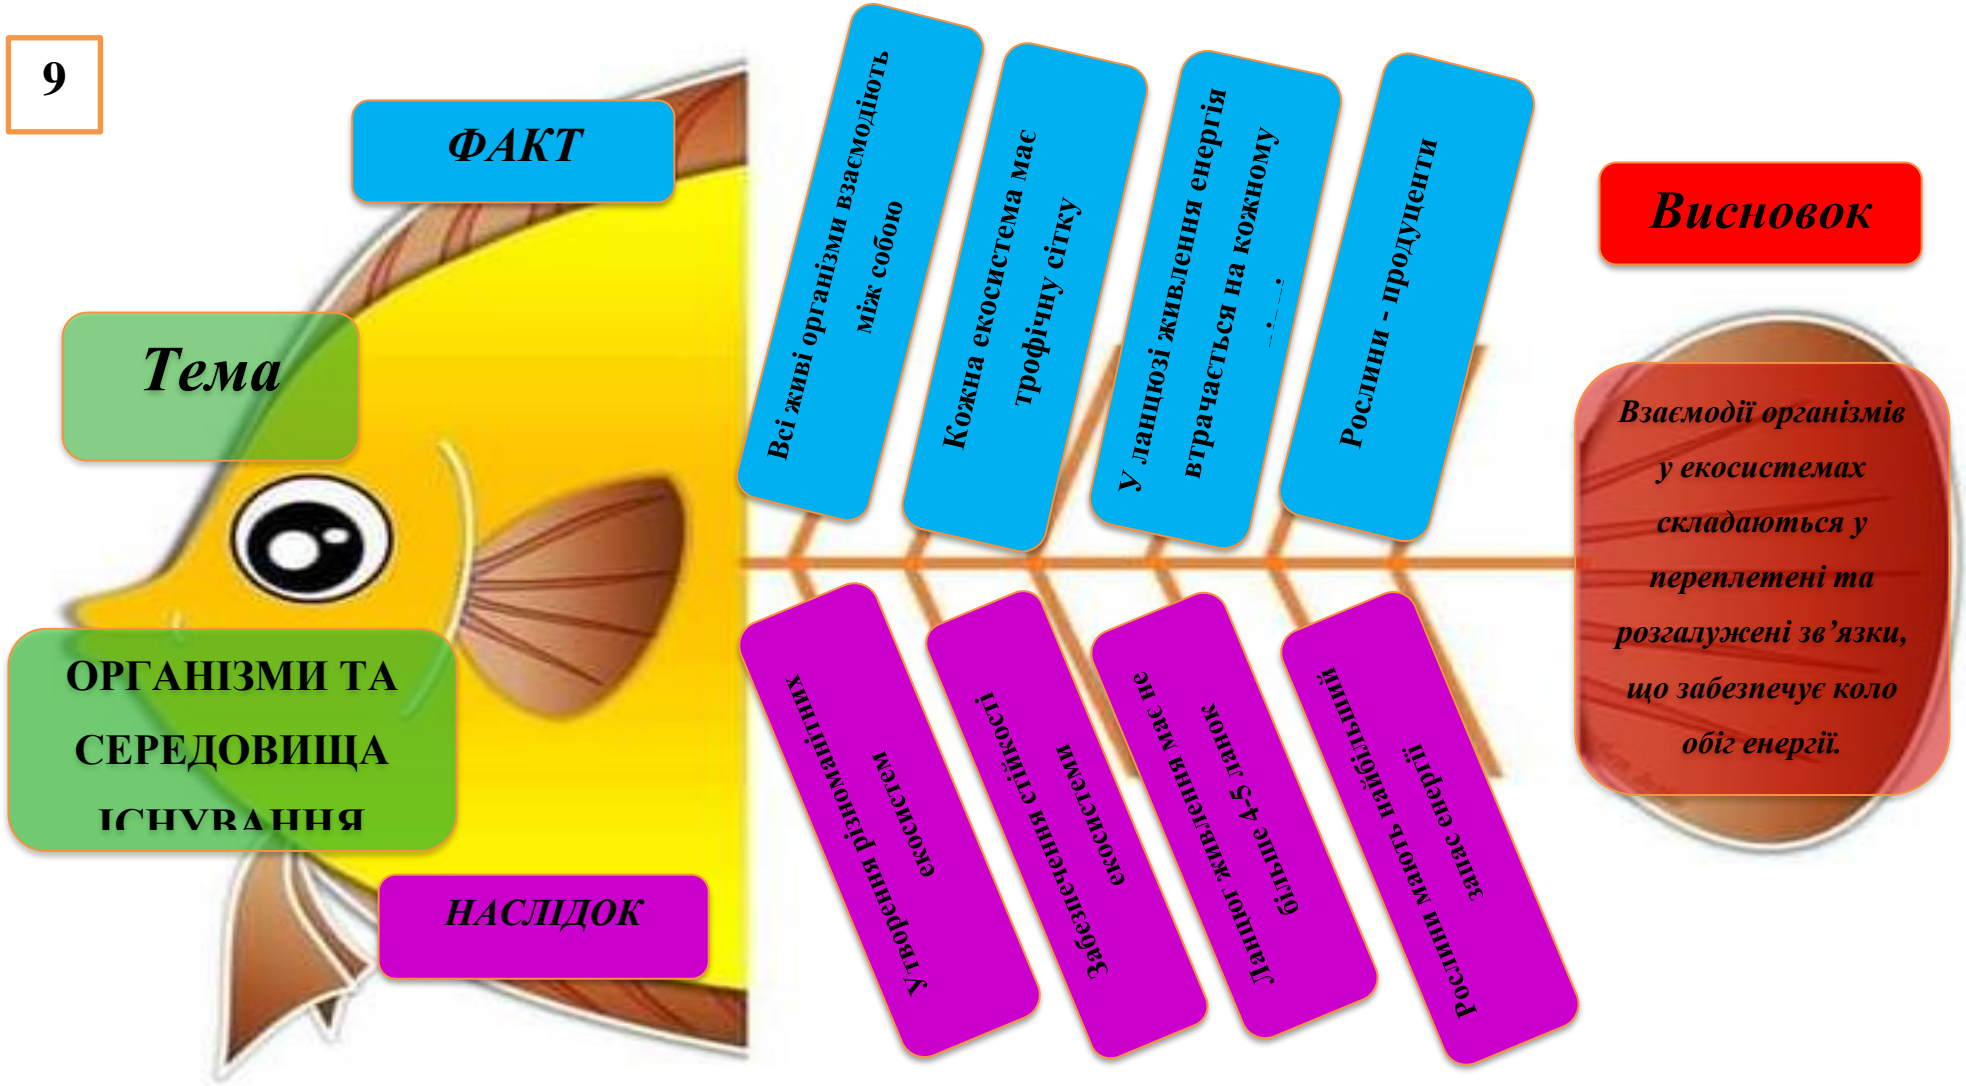 9
ФАКТ
Тема
ОРГАНІЗМИ ТА
СЕРЕДОВИЩА
ІСНУВАННЯ
НАСЛІДОК
Всі живі організми взаємодіють
між собою
Кожна екосистема має
трофічну сітку
У ланцюзі живлення енергія
втрачається на кожному
Рослини - продуценти
Утворення різноманітних
екосистем
Забезпечення стійкості
екосистеми
Ланцюг живлення має не
більше 4-5 ланок
Рослини мають найбільший
запас енергії
Висновок
Взаємодії організмів
у екосистемах
складаються у
переплетені та
розгалужені зв’язки,
що забезпечує коло
обіг енергії.